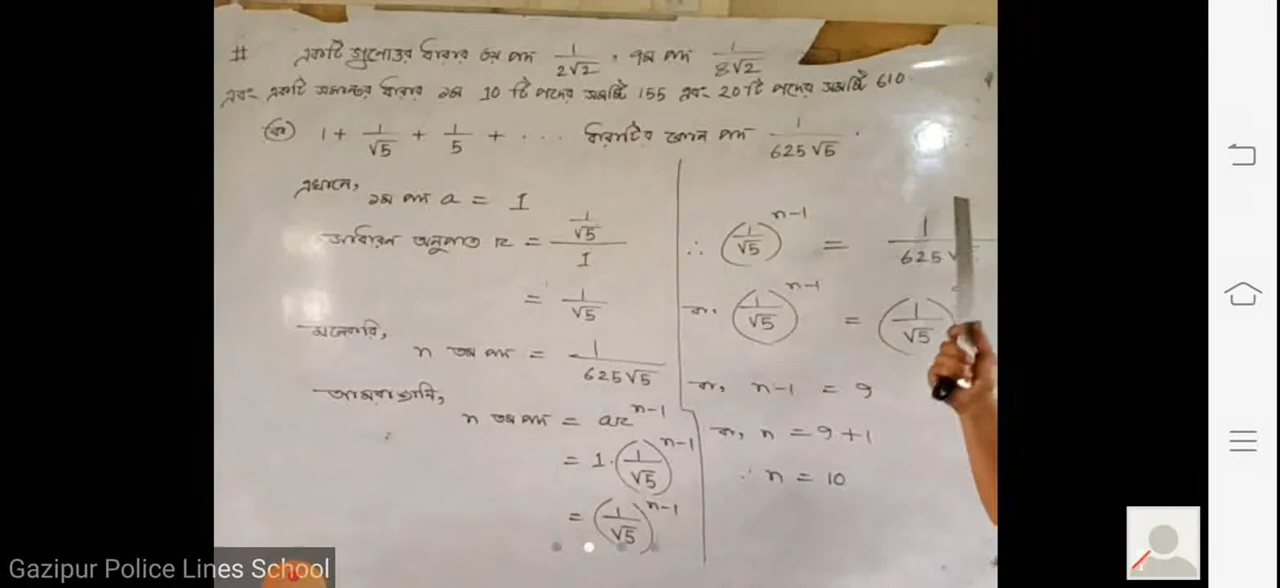 # একটি গুনোত্তর ধারার ৩য় পদ 1/2√2, ৭ম পদ 1/8√2
এবং একটি সমান্তর ধারার ১ম 10 টি পদের সমষ্টি 155 এবং 20 টি পদের সমষ্টি 610
(ক) 1 + 1/√5 + 1/5 + ... ধারাটির কোন পদ 1/625√5 .
এখানে,
১ম পদ a = 1
সাধারন অনুপাত r = (1/√5)/1
= 1/√5
মনেকরি,
n তম পদ = 1/625√5
আমরাজানি,
n তম পদ = ar^(n-1)
= 1.(1/√5)^(n-1)
= (1/√5)^(n-1)
∴ (1/√5)^(n-1) = 1/625√
বা, (1/√5)^(n-1) = (1/√5)
বা, n-1 = 9
বা, n = 9+1
∴ n = 10
Gazipur Police Lines School